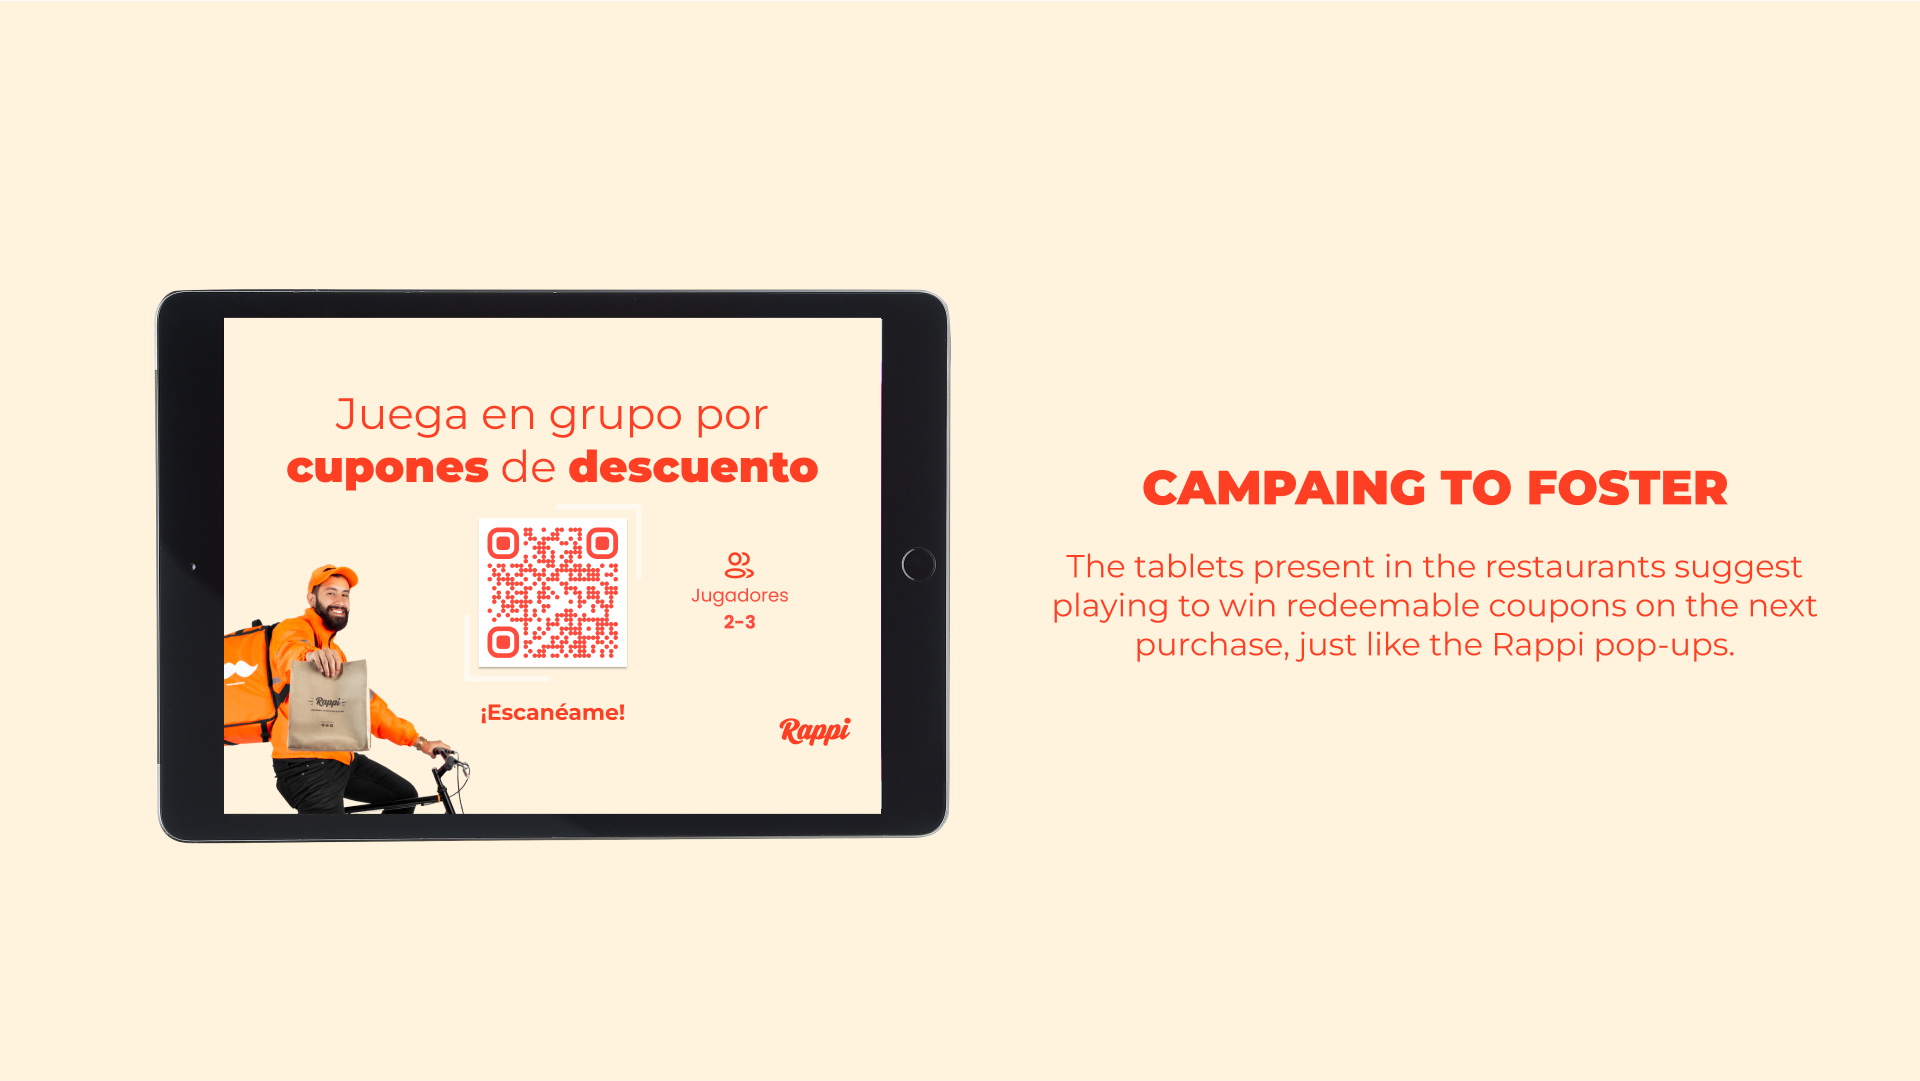 Juega en grupo por
cupones de descuento
Jugadores
2-3
Rappi
¡Escanéame!
Rappi
CAMPAING TO FOSTER
The tablets present in the restaurants suggest
playing to win redeemable coupons on the next
purchase, just like the Rappi pop-ups.